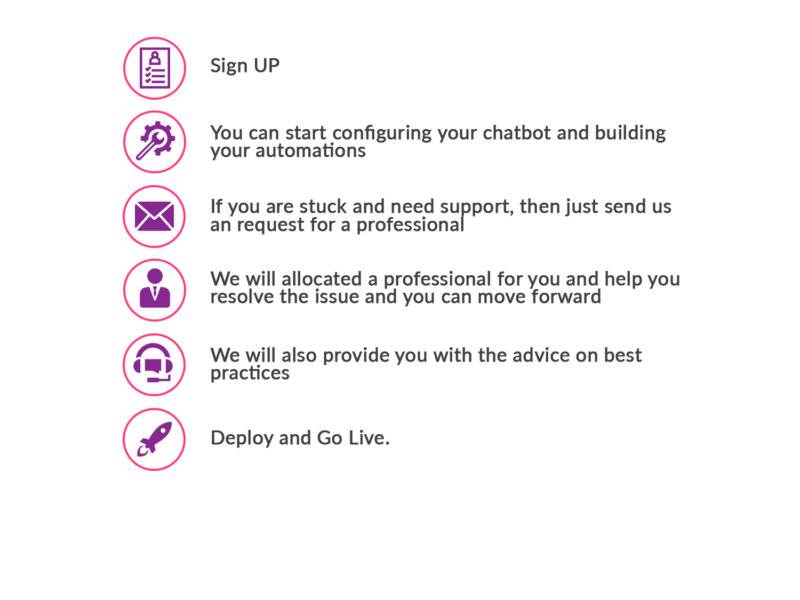 Sign UP
You can start configuring your chatbot and building
your automations
If you are stuck and need support, then just send us
an request for a professional
We will allocated a professional for you and help you
resolve the issue and you can move forward
We will also provide you with the advice on best
practices
Deploy and Go Live.